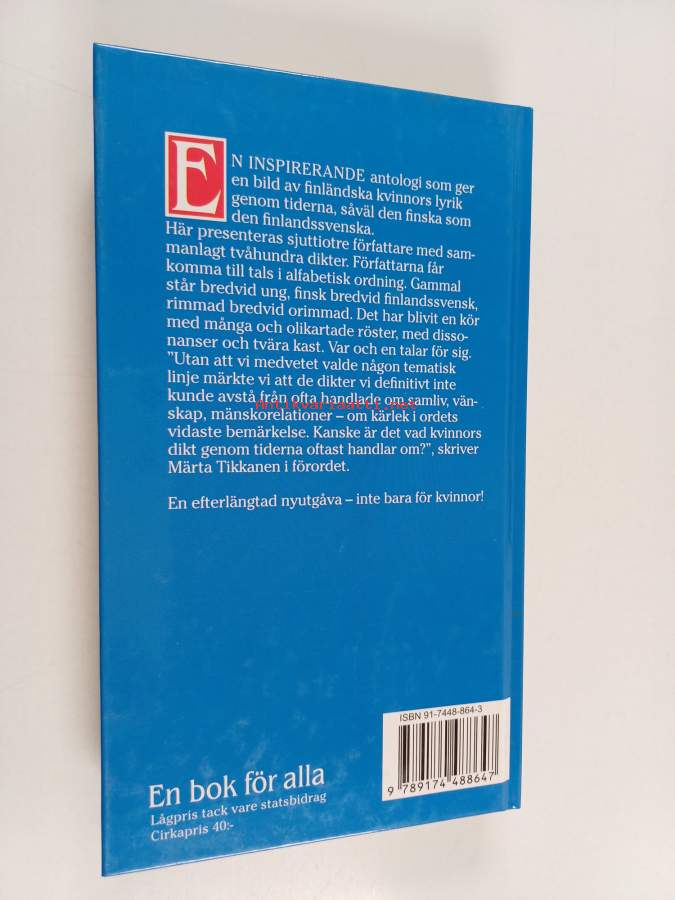 EN INSPIRERANDE antologi som ger
en bild av finländska kvinnors lyrik
genom tiderna, såväl den finska som
den finlandssvenska.
Här presenteras sjuttiotre författare med sam-
manlagt tvåhundra dikter. Författarna får
komma till tals i alfabetisk ordning. Gammal
står bredvid ung, finsk bredvid finlandssvensk,
rimmad bredvid orimmad. Det har blivit en kör
med många och olikartade röster, med disso-
nanser och tvära kast. Var och en talar för sig.
"Utan att vi medvetet valde någon tematisk
linje märkte vi att de dikter vi definitivt inte
kunde avstå från ofta handlade om samliv, vän-
Antikvariaatti.net
skap, mänskorelationer – om kärlek i ordets
vidaste bemärkelse. Kanske är det vad kvinnors
dikt genom tiderna oftast handlar om?", skriver
Märta Tikkanen i förordet.
En efterlängtad nyutgåva – inte bara för kvinnor!
ISBN 91-7448-864-3
9 789174 488647
En bok för alla
Lågpris tack vare statsbidrag
Cirkapris 40:-